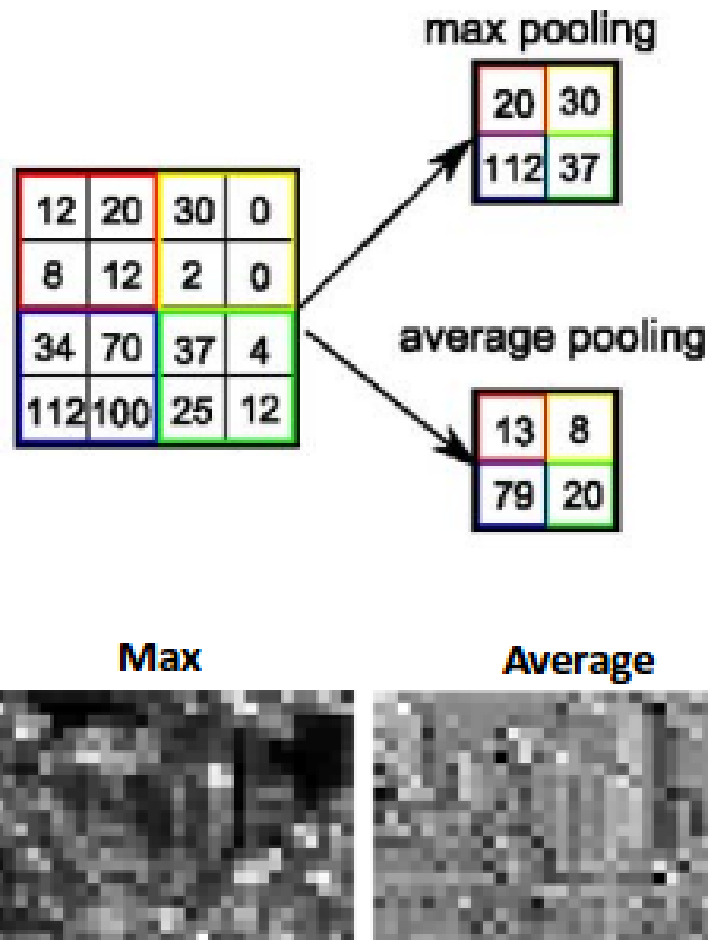 max pooling
20 30
112 37
12 20 30 0
8 12 2 0
34 70 37 4
112 100 25 12
average pooling
13 8
79 20
Max Average